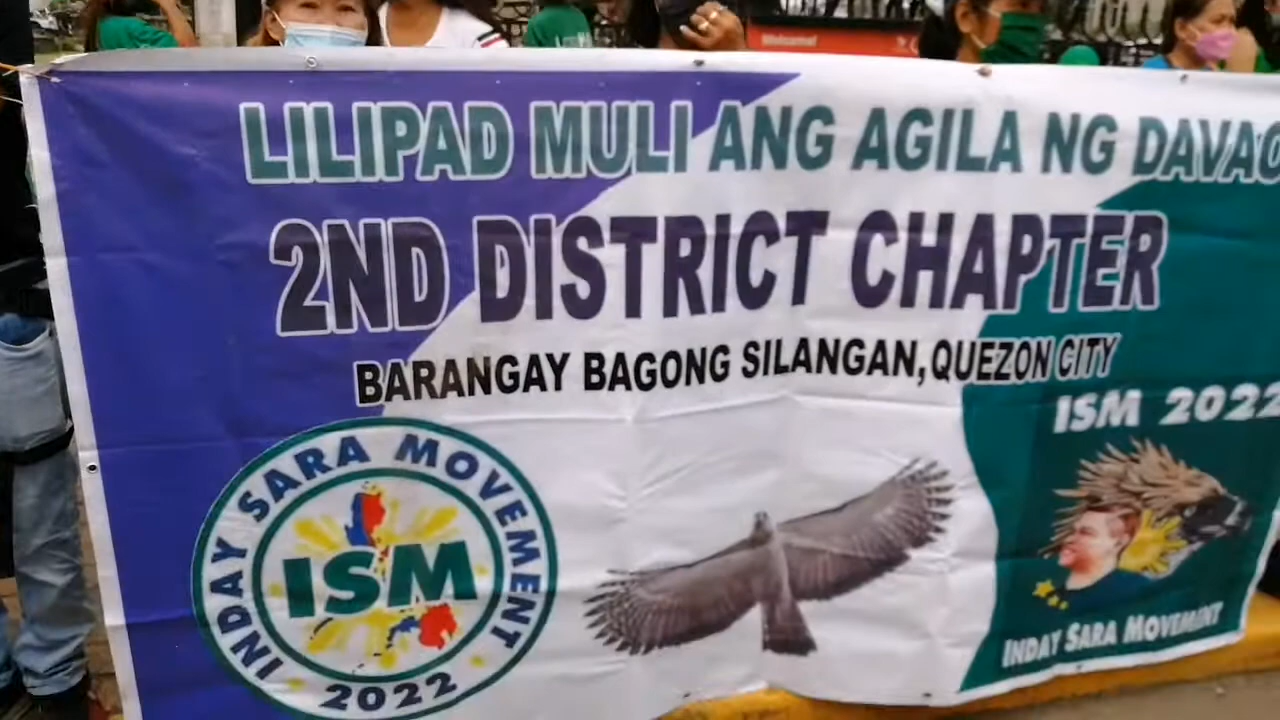 Welcome!
LILIPAD MULI ANG AGILA NG DAVAO
2ND DISTRICT CHAPTER
BARANGAY BAGONG SILANGAN, QUEZON CITY
ISM 2022
INDAY SARA MOVEMENT
ISM
2022
INDAY SARA MOVEMENT